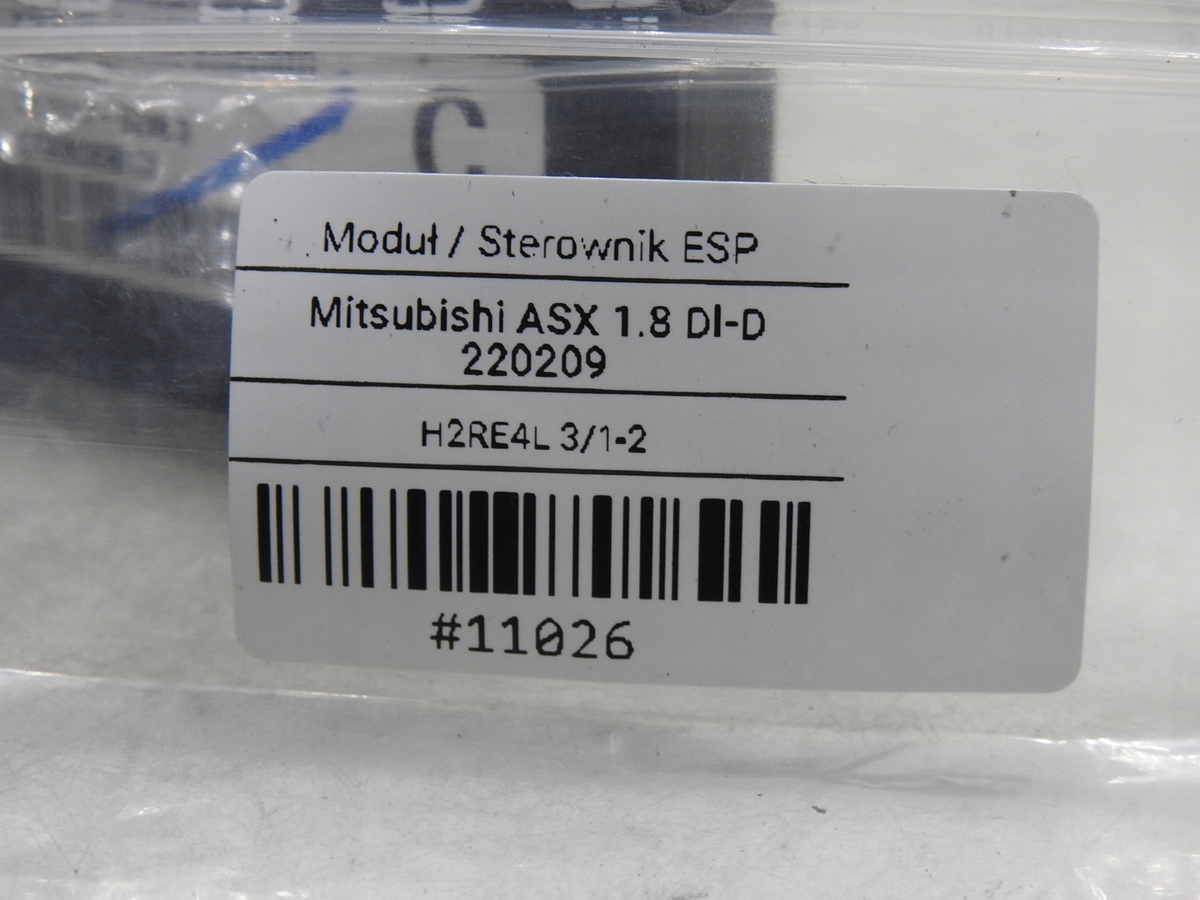 C
Moduł / Sterownik ESP
Mitsubishi ASX 1.8 DI-D
220209
H2RE4L 3/1-2
#11026